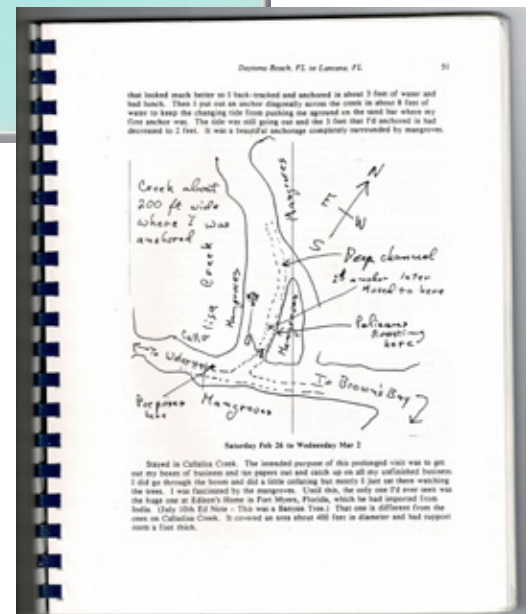 Daytona Beach, FL to Lantana, FL 51
that looked much better so I back-tracked and anchored in about 3 feet of water and
had lunch. Then I put out an anchor diagonally across the creek in about 8 feet of
water to keep the changing tide from pushing me aground on the sand bar where my
first anchor was. The tide was still going out and the 3 feet that I'd anchored in had
decreased to 2 feet. It was a beautiful anchorage completely surrounded by mangroves.
Creek about
200 ft wide
where I was
anchored
Mangroves
N
E
W
S
Deep channel
anchor later
Moved to here
Pelicans
Roosting
here
Mangroves
Mangroves
Creek
To Brown's Bay
To
Mangroves
Saturday Feb 26 to Wednesday Mar 2
Stayed in Callalisa Creek. The intended purpose of this prolonged visit was to get
out my boxes of business and tax papers out and catch up on all my unfinished business.
I did go through the boxes and did a little collating but mostly I just sat there watching
the trees. I was fascinated by the mangroves. Until this, the only one I'd ever seen was
the huge one at Edison's Home in Fort Myers, Florida, which he had imported from
India. (July 10th Ed Note - This was a Banyan Tree.) That one is different from the
ones on Callalisa Creek. It covered an area about 400 feet in diameter and had support
roots a foot thick.